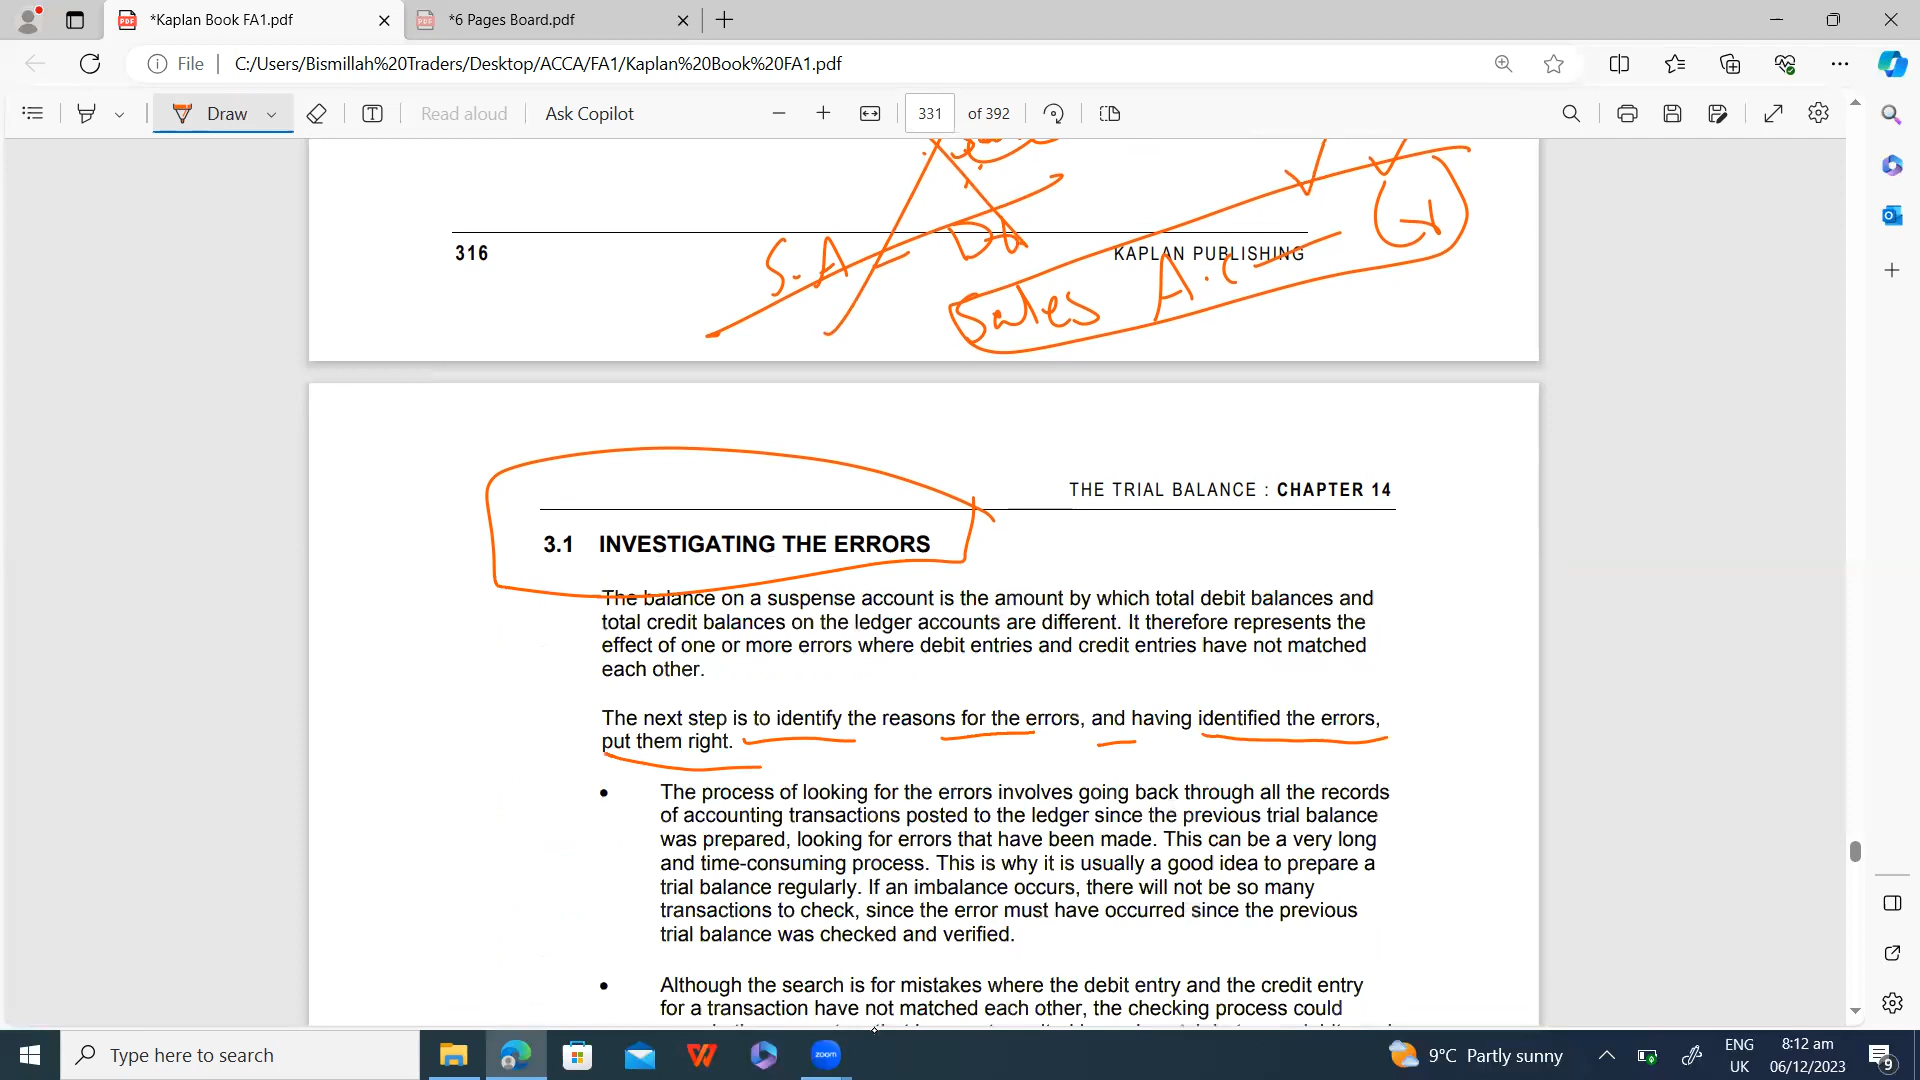 *Kaplan Book FA1.pdf
*6 Pages Board.pdf
File
C:/Users/Bismillah%20Traders/Desktop/ACCA/FA1/Kaplan%20Book%20FA1.pdf
Draw
Read aloud
Ask Copilot
331
of 392
S.A
Dr
316
KAPLAN PUBLISHING
Sales A.C
Cr
THE TRIAL BALANCE : CHAPTER 14
3.1 INVESTIGATING THE ERRORS
The balance on a suspense account is the amount by which total debit balances and
total credit balances on the ledger accounts are different. It therefore represents the
effect of one or more errors where debit entries and credit entries have not matched
each other.
The next step is to identify the reasons for the errors, and having identified the errors,
put them right.
• The process of looking for the errors involves going back through all the records
of accounting transactions posted to the ledger since the previous trial balance
was prepared, looking for errors that have been made. This can be a very long
and time-consuming process. This is why it is usually a good idea to prepare a
trial balance regularly. If an imbalance occurs, there will not be so many
transactions to check, since the error must have occurred since the previous
trial balance was checked and verified.
• Although the search is for mistakes where the debit entry and the credit entry
for a transaction have not matched each other, the checking process could
Type here to search
zoom
9°C Partly sunny
ENG
UK
8:12 am
06/12/2023
9